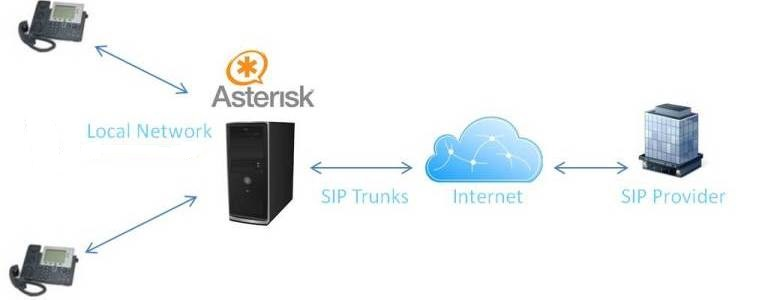 Asterisk
Local Network
SIP Trunks
Internet
SIP Provider